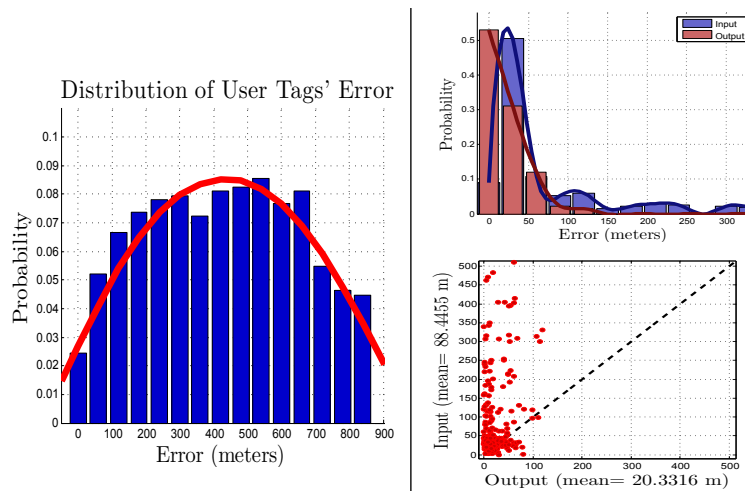 Distribution of User Tags' Error
Probability
0.1
0.09
0.08
0.07
0.06
0.05
0.04
0.03
0.02
0.01
0
0 100 200 300 400 500 600 700 800 900
Error (meters)
Input
Output
Probability
0.5
0.4
0.3
0.2
0.1
0
0 50 100 150 200 250 300
Error (meters)
Input (mean= 88.4455 m)
500
450
400
350
300
250
200
150
100
50
0
0 100 200 300 400 500
Output (mean= 20.3316 m)